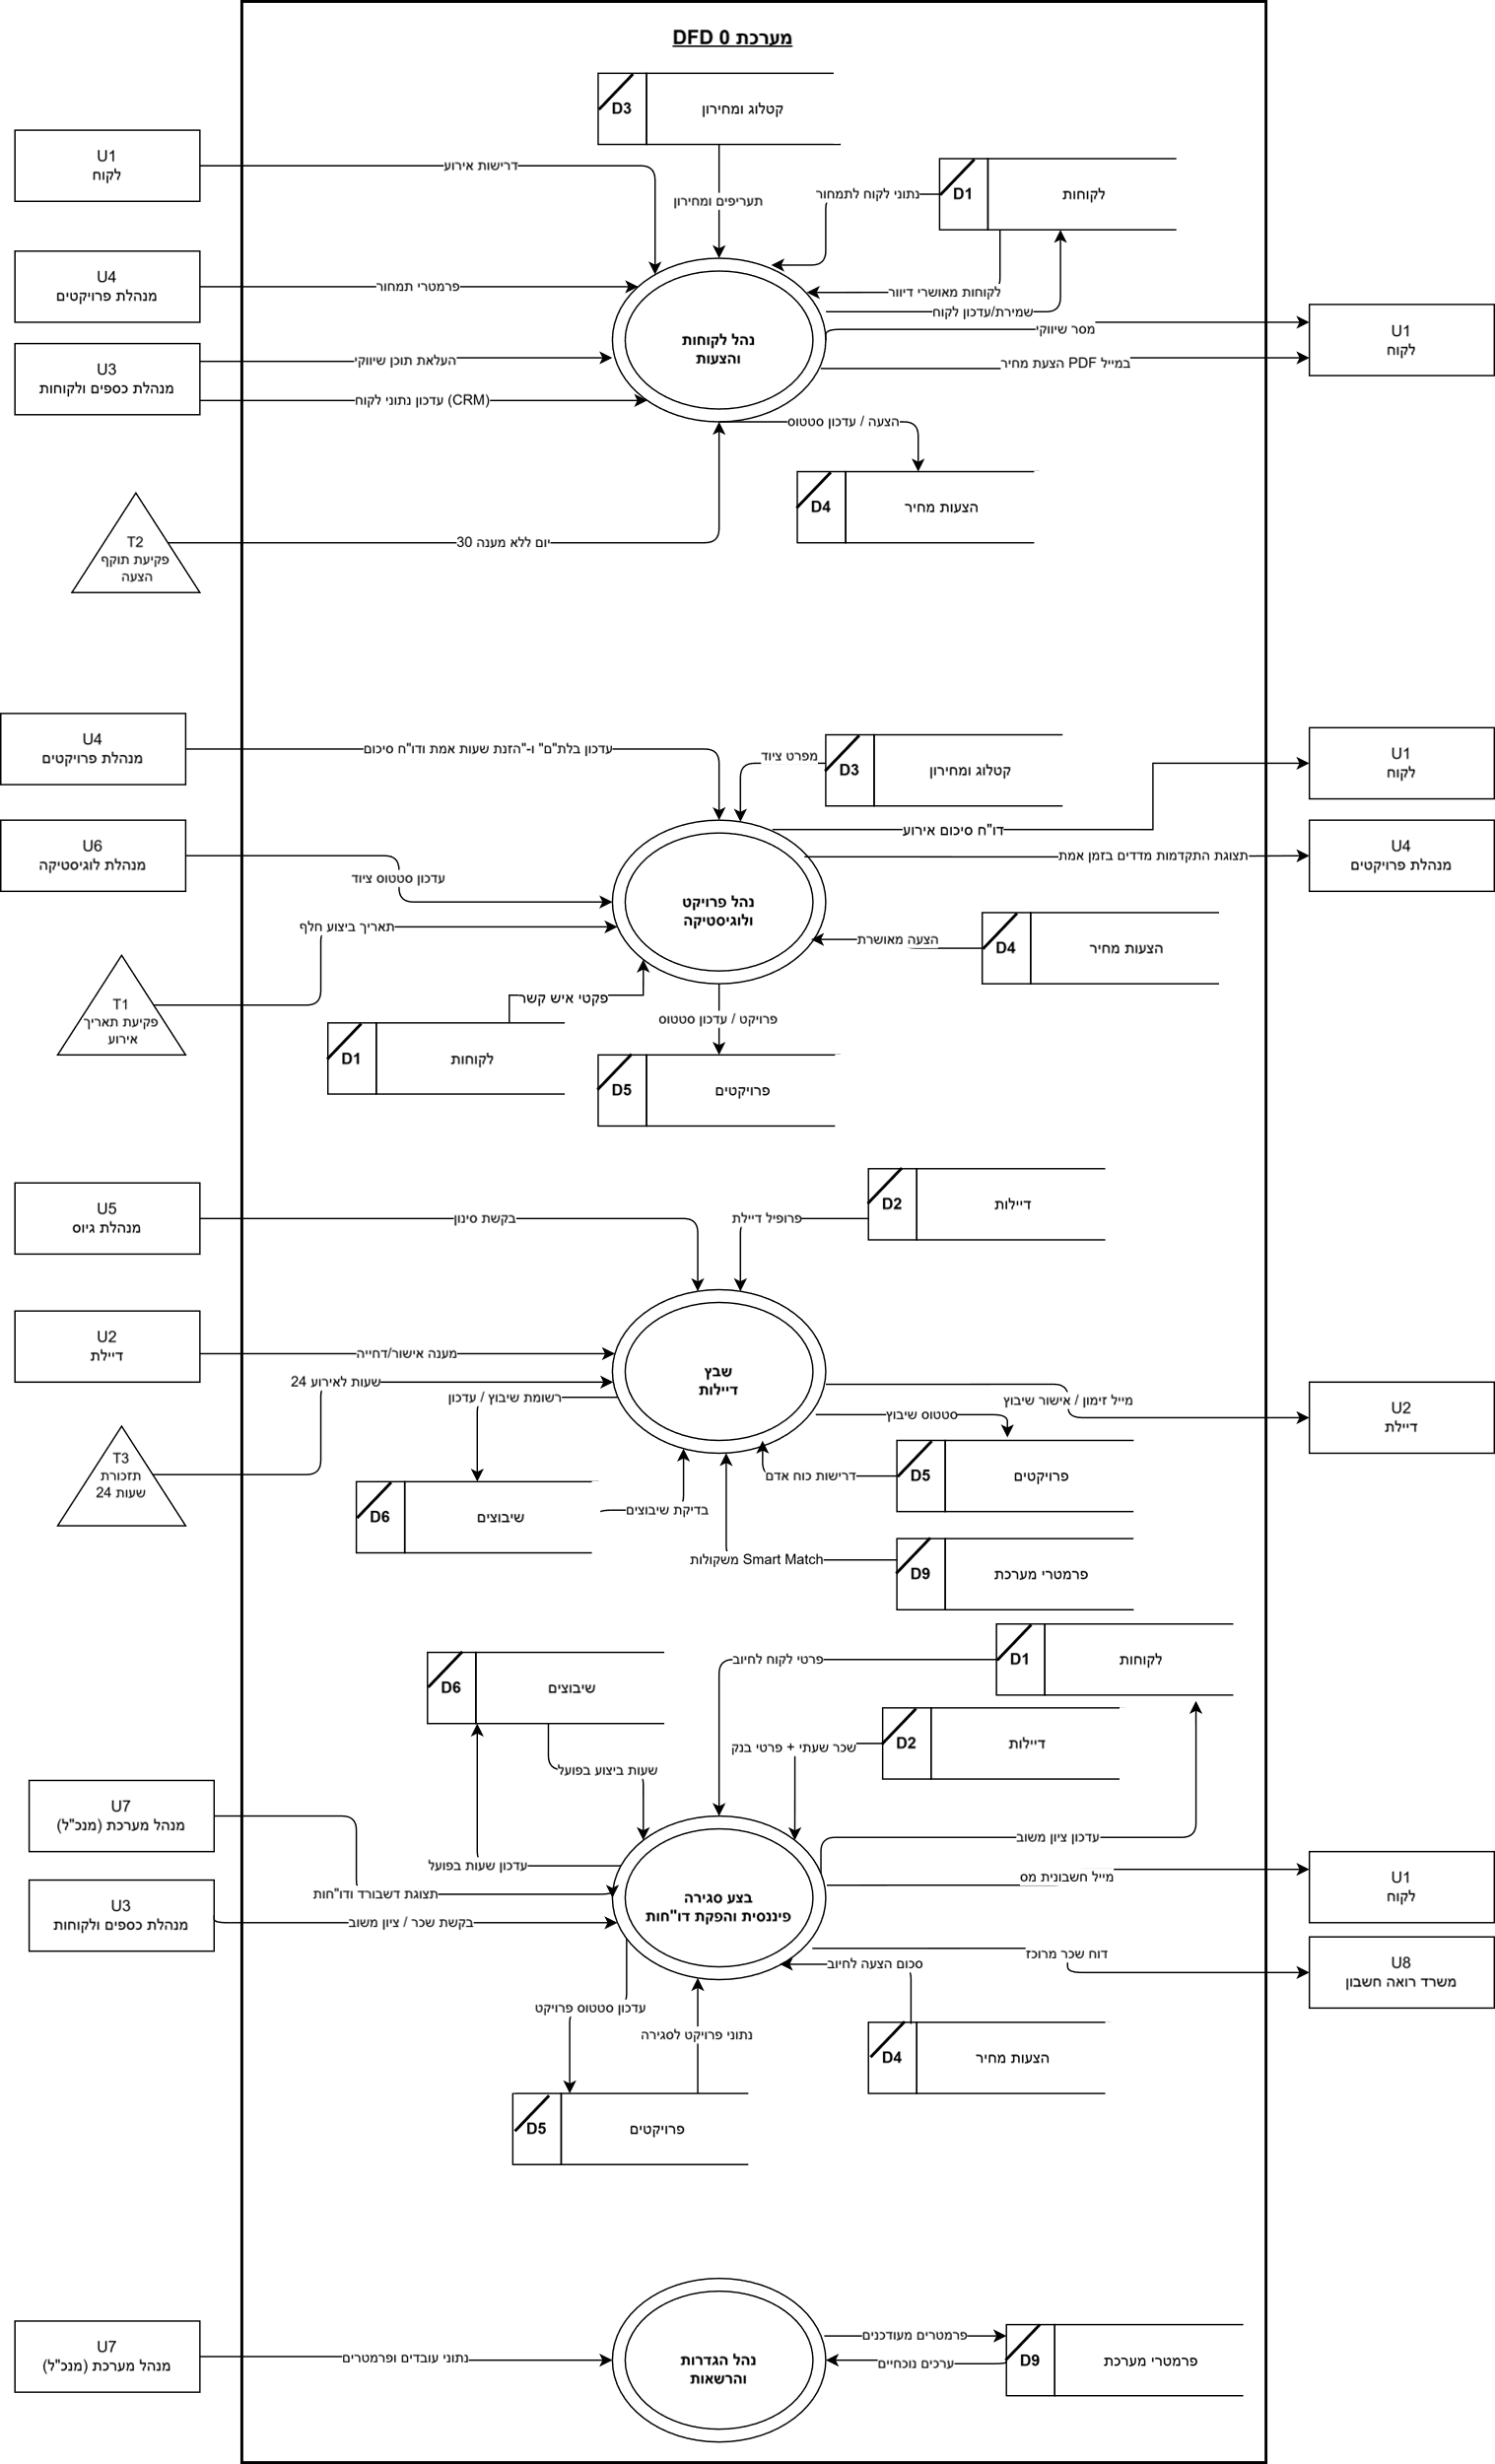 DFD 0 מערכת
D3
קטלוג ומחירון
U1
לקוח
דרישות אירוע
D1
לקוחות
נתוני לקוח לתמחור
תעריפים ומחירון
U4
מנהלת פרויקטים
פרמטרי תמחור
לקוחות מאושרי דיוור
שמירת/עדכון לקוח
מסר שיווקי
U1
לקוח
נהל לקוחות
והצעות
U3
מנהלת כספים ולקוחות
העלאת תוכן שיווקי
הצעת מחיר PDF במייל
עדכון נתוני לקוח (CRM)
הצעה / עדכון סטטוס
D4
הצעות מחיר
T2
פקיעת תוקף
הצעה
30 יום ללא מענה
U4
מנהלת פרויקטים
עדכון בלת"ם" ו-"הזנת שעות אמת ודו"ח סיכום
מפרט ציוד
D3
קטלוג ומחירון
U1
לקוח
דו"ח סיכום אירוע
U6
מנהלת לוגיסטיקה
עדכון סטטוס ציוד
תצוגת התקדמות מדדים בזמן אמת
U4
מנהלת פרויקטים
נהל פרויקט
ולוגיסטיקה
תאריך ביצוע חלף
הצעה מאושרת
D4
הצעות מחיר
T1
פקיעת תאריך
אירוע
פקטי איש קשר
פרויקט / עדכון סטטוס
D1
לקוחות
D5
פרויקטים
U5
מנהלת גיוס
בקשת סינון
פרופיל דיילת
D2
דיילות
U2
דיילת
מענה אישור/דחייה
24 שעות לאירוע
רשומת שיבוץ / עדכון
שבץ
דיילות
מייל זימון / אישור שיבוץ
סטטוס שיבוץ
U2
דיילת
T3
תזכורת
24 שעות
D6
שיבוצים
בדיקת שיבוצים
דרישות כוח אדם
D5
פרויקטים
משקולות Smart Match
D9
פרמטרי מערכת
D6
שיבוצים
פרטי לקוח לחיוב
D1
לקוחות
שכר שעתי + פרטי בנק
D2
דיילות
שעות ביצוע בפועל
U7
מנהל מערכת (מנכ"ל)
עדכון שעות בפועל
תצוגת דשבורד ודו"חות
עדכון ציון משוב
מייל חשבונית מס
U1
לקוח
U3
מנהלת כספים ולקוחות
בקשת שכר / ציון משוב
בצע סגירה
פיננסית והפקת דו"חות
דוח שכר מרוכז
U8
משרד רואה חשבון
סכום הצעה לחיוב
עדכון סטטוס פרויקט
נתוני פרויקט לסגירה
D4
הצעות מחיר
D5
פרויקטים
U7
מנהל מערכת (מנכ"ל)
נתוני עובדים ופרמטרים
נהל הגדרות
והרשאות
פרמטרים מעודכנים
ערכים נוכחיים
D9
פרמטרי מערכת